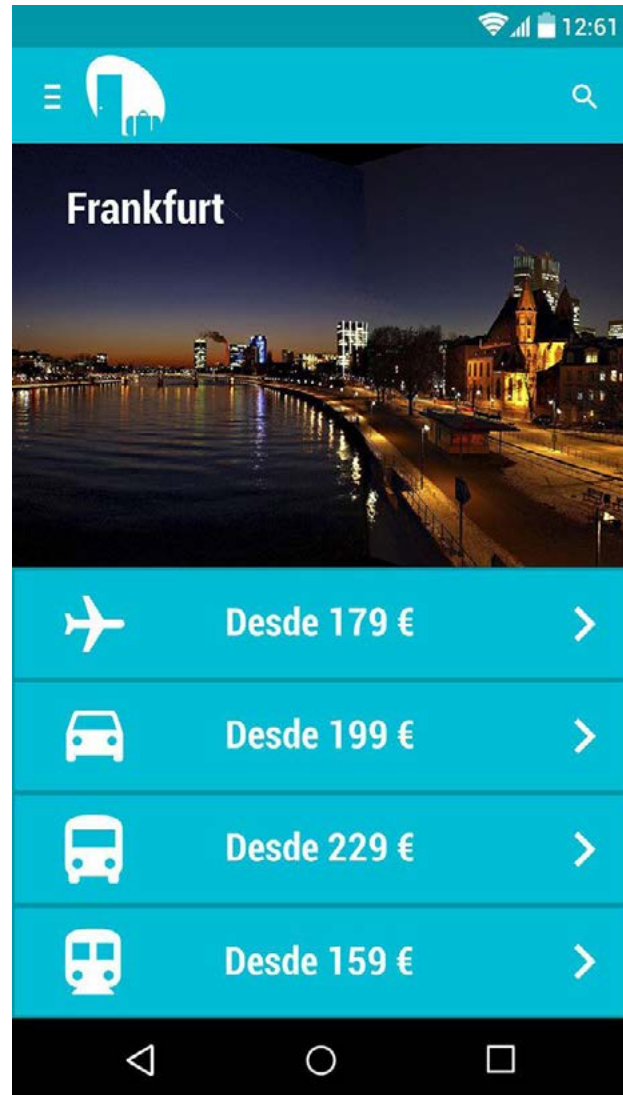 12:61
Frankfurt
Desde 179 €
Desde 199 €
Desde 229 €
Desde 159 €